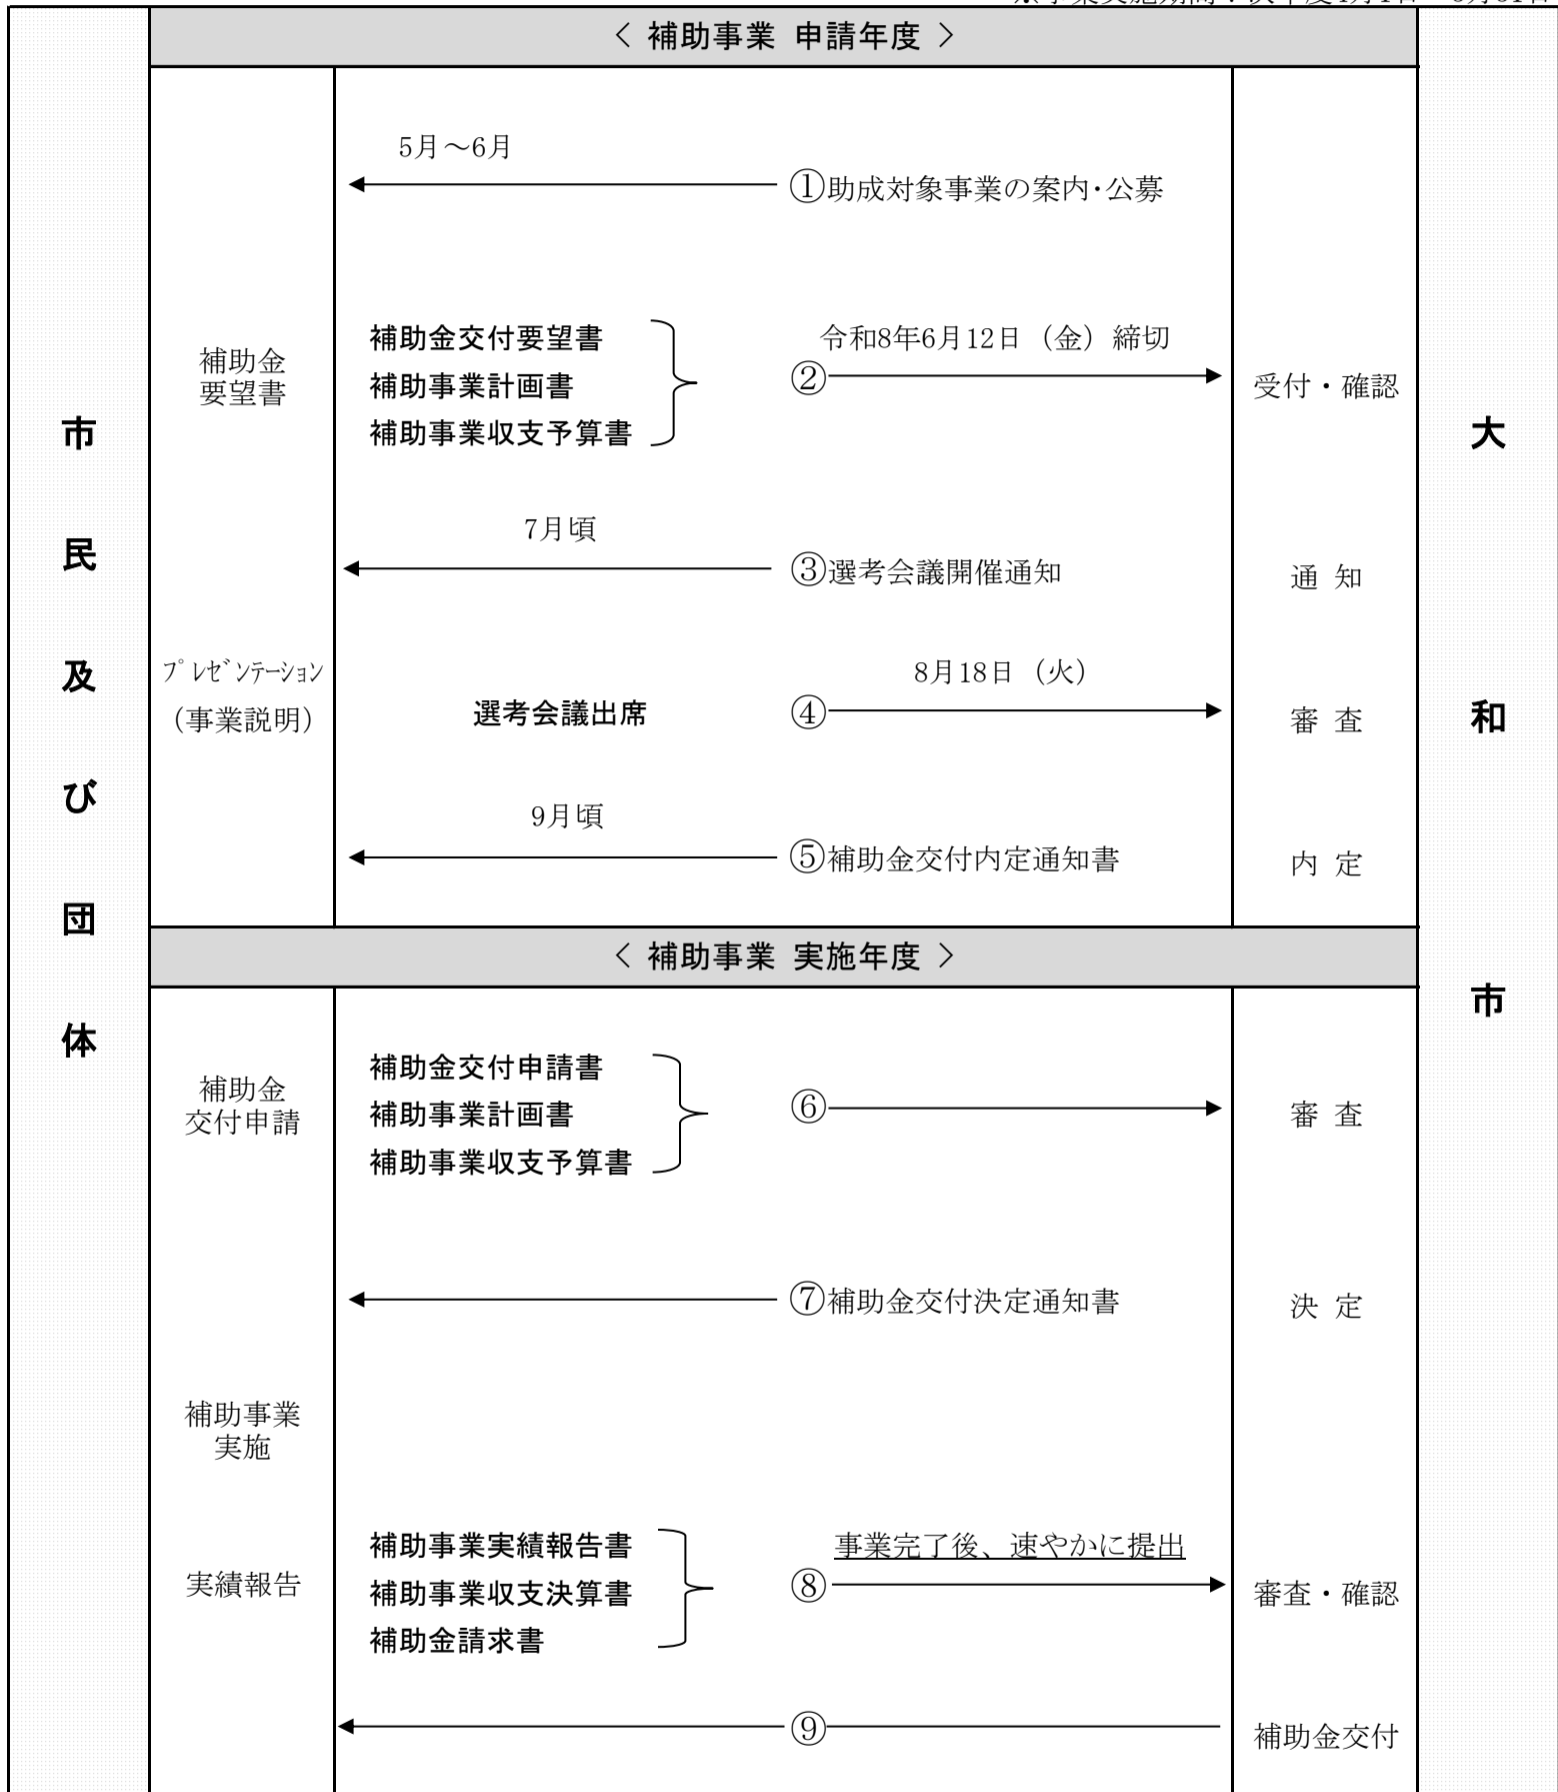 〈 補助事業 申請年度 〉
市民及び団体
大和市
5月～6月
①助成対象事業の案内・公募
補助金
要望書
補助金交付要望書
補助事業計画書
補助事業収支予算書
②
令和8年6月12日（金）締切
受付・確認
7月頃
③選考会議開催通知
通 知
ﾌﾟﾚｾﾞﾝﾃｰｼｮﾝ
（事業説明）
選考会議出席
④
8月18日（火）
審 査
9月頃
⑤補助金交付内定通知書
内 定
〈 補助事業 実施年度 〉
補助金
交付申請
補助金交付申請書
補助事業計画書
補助事業収支予算書
⑥
審 査
⑦補助金交付決定通知書
決 定
補助事業
実施
実績報告
補助事業実績報告書
補助事業収支決算書
補助金請求書
⑧
事業完了後、速やかに提出
審査・確認
⑨
補助金交付